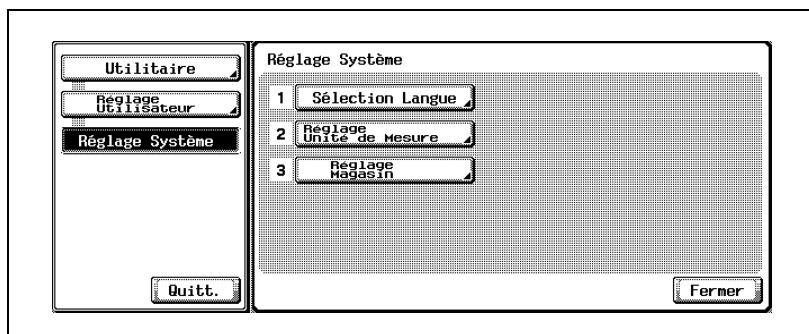 Utilitaire
Réglage
Utilisateur
Réglage Système
Quitt.
Réglage Système
1 Sélection Langue
2 Réglage
Unité de Mesure
3 Réglage
Magasin
Fermer